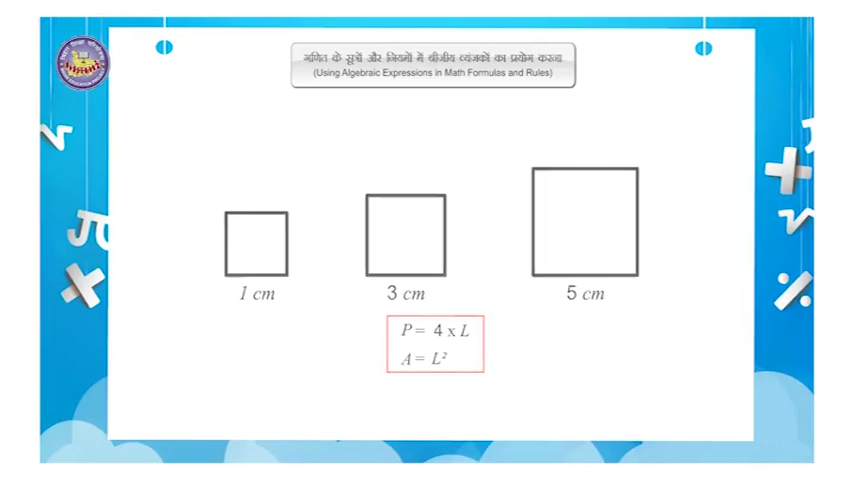 गणित के सूत्रों और नियमों में बीजीय व्यंजकों का प्रयोग करना
(Using Algebraic Expressions in Math Formulas and Rules)
1 cm
3 cm
5 cm
P = 4 x L
A = L²